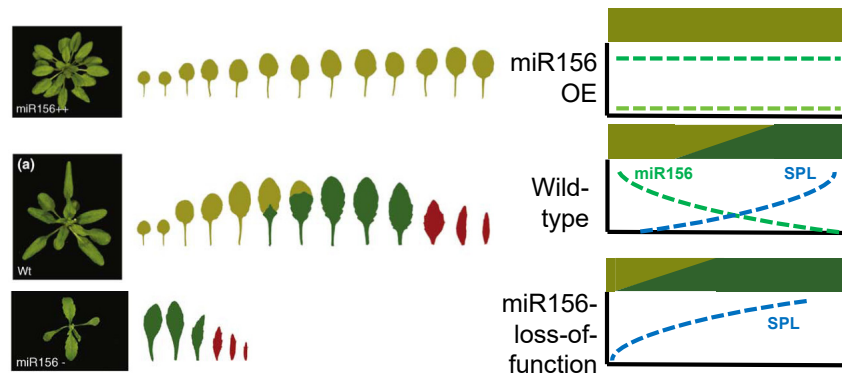 miR156++
miR156
OE
(a)
Wt
Wild-
type
miR156
SPL
miR156 -
miR156-
loss-of-
function
SPL